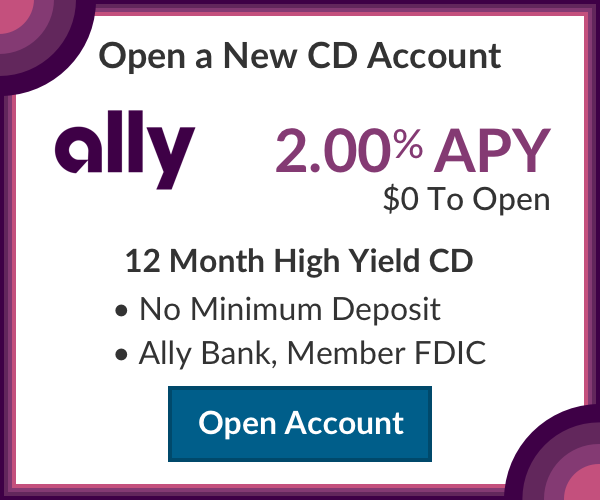 Open a New CD Account
ally
2.00% APY
$0 To Open
12 Month High Yield CD
• No Minimum Deposit
• Ally Bank, Member FDIC
Open Account